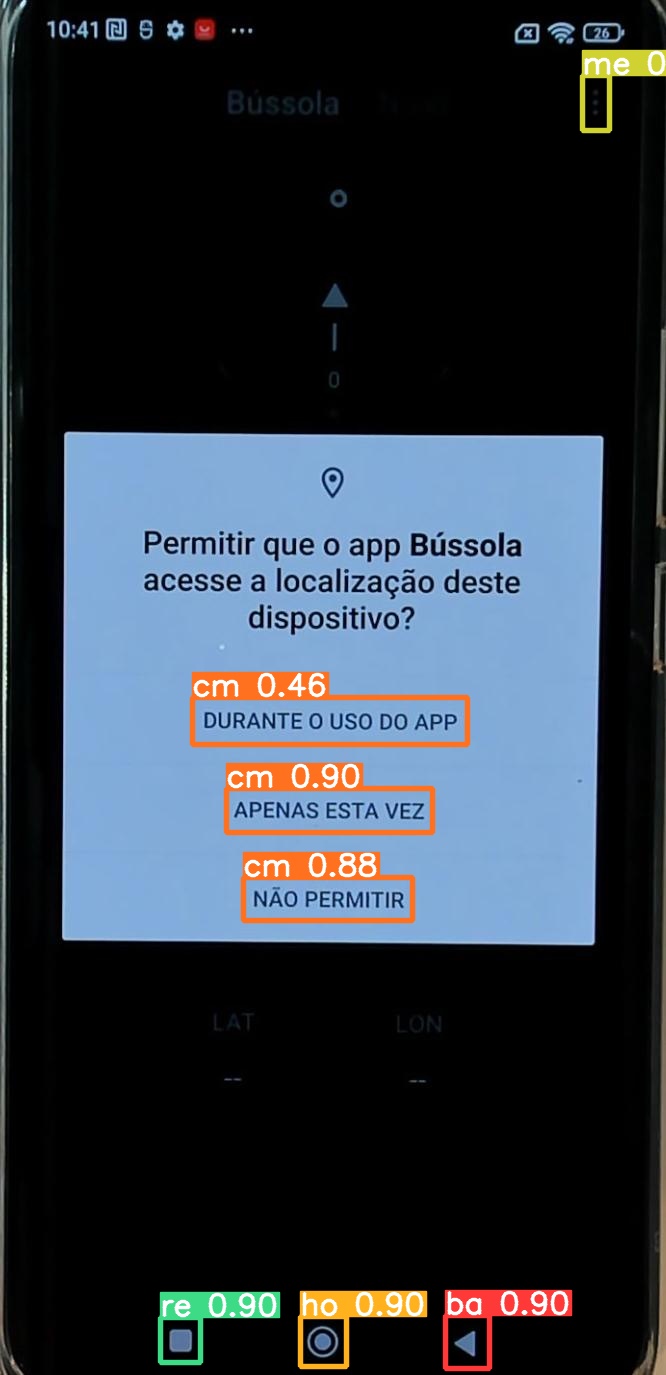 10:41
26
me 0
Bússola
0
Permitir que o app Bússola
acesse a localização deste
dispositivo?
cm 0.46
DURANTE O USO DO APP
cm 0.90
APENAS ESTA VEZ
cm 0.88
NÃO PERMITIR
LAT LON
-- --
re 0.90 ho 0.90 ba 0.90